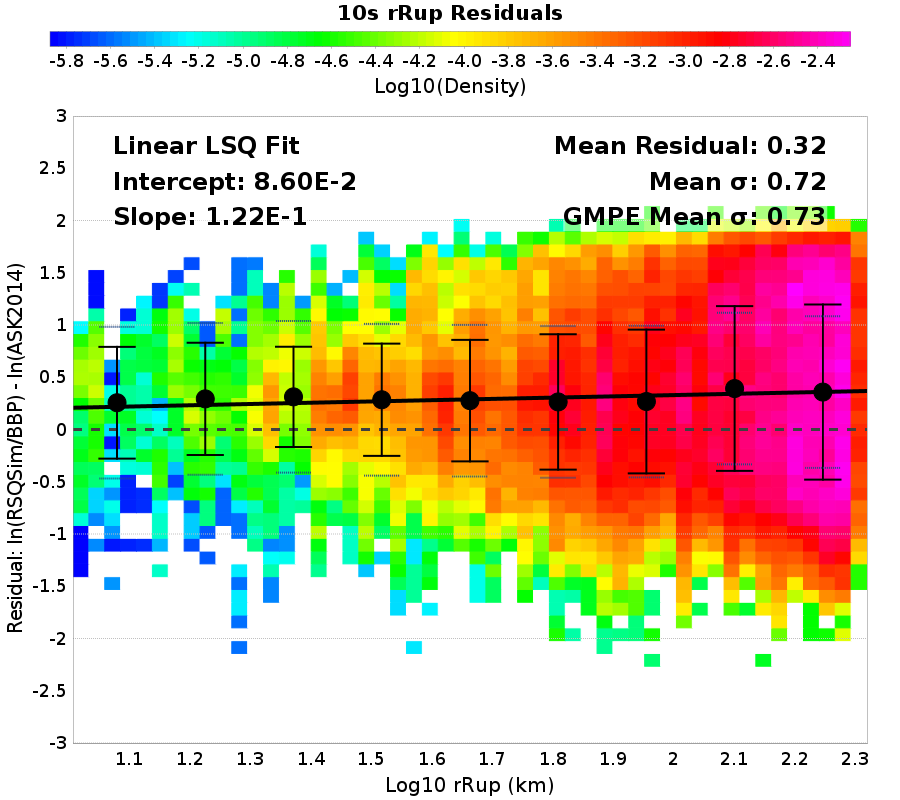 10s rRup Residuals
-5.8 -5.6 -5.4 -5.2 -5.0 -4.8 -4.6 -4.4 -4.2 -4.0 -3.8 -3.6 -3.4 -3.2 -3.0 -2.8 -2.6 -2.4
Log10(Density)
Linear LSQ Fit
Intercept: 8.60E-2
Slope: 1.22E-1
Mean Residual: 0.32
Mean σ: 0.72
GMPE Mean σ: 0.73
Residual: ln(RSQSim/BBP) - ln(ASK2014)
3
2.5
2
1.5
1
0.5
0
-0.5
-1
-1.5
-2
-2.5
-3
1.1 1.2 1.3 1.4 1.5 1.6 1.7 1.8 1.9 2 2.1 2.2 2.3
Log10 rRup (km)